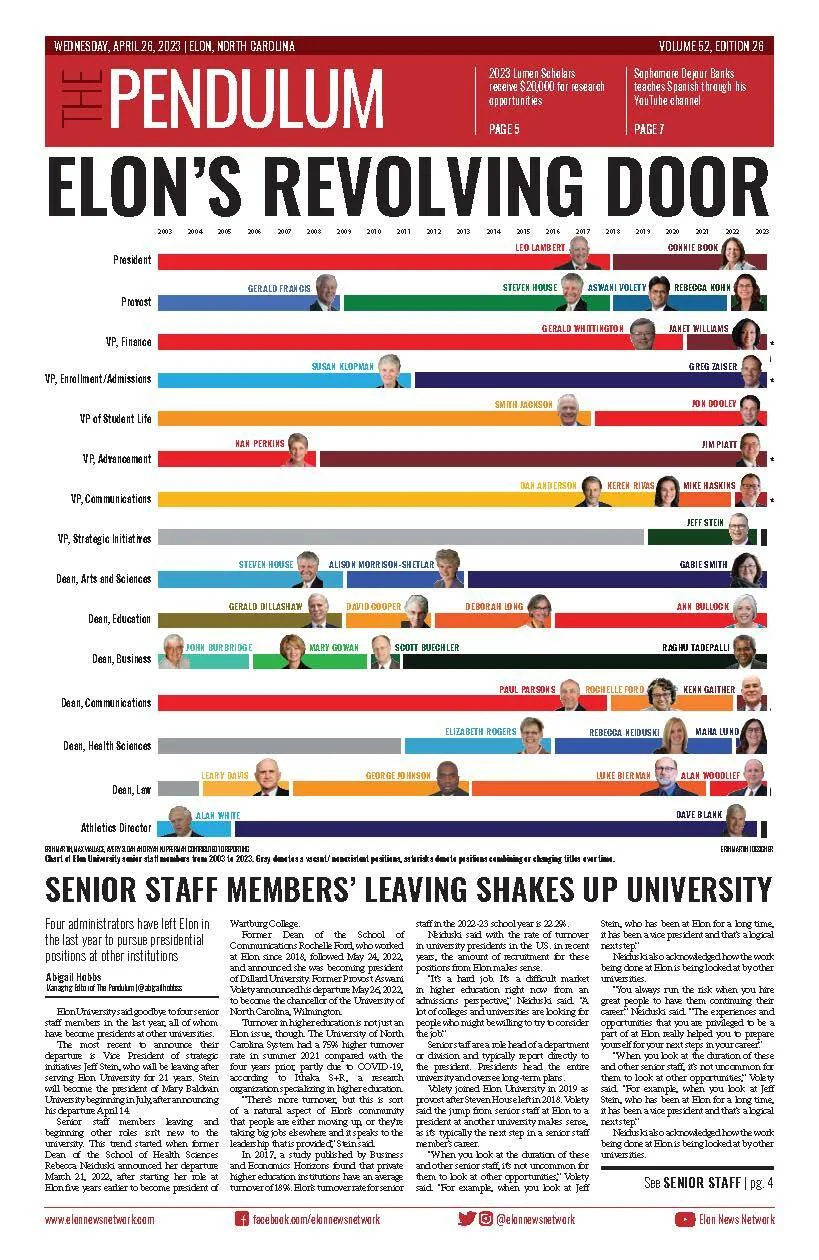 WEDNESDAY, APRIL 26, 2023 | ELON, NORTH CAROLINA
VOLUME 52, EDITION 26
THE PENDULUM
2023 Lumen Scholars
receive $20,000 for research
opportunities
PAGE 5
Sophomore Dejour Banks
teaches Spanish through his
YouTube channel
PAGE 7
ELON'S REVOLVING DOOR
2003 2004 2005 2006 2007 2008 2009 2010 2011 2012 2013 2014 2015 2016 2017 2018 2019 2020 2021 2022 2023
President
LEO LAMBERT
CONNIE BOOK
Provost
GERALD FRANCIS
STEVEN HOUSE
ASWANI VOLETY
REBECCA KOHN
VP, Finance
GERALD WHITTINGTON
JANET WILLIAMS
*
VP, Enrollment/Admissions
SUSAN KLOPMAN
GREG ZAISER
*
VP of Student Life
SMITH JACKSON
JON DOOLEY
VP, Advancement
NAN PERKINS
JIM PIATT
*
VP, Communications
DAN ANDERSON
KEREN RIVAS
MIKE HASKINS
*
VP, Strategic Initiatives
JEFF STEIN
Dean, Arts and Sciences
STEVEN HOUSE
ALISON MORRISON-SHETLAR
GABIE SMITH
Dean, Education
GERALD DILLASHAW
DAVID COOPER
DEBORAH LONG
ANN BULLOCK
Dean, Business
JOHN BURBRIDGE
MARY GOWAN
SCOTT BUECHLER
RAGHU TADEPALLI
Dean, Communications
PAUL PARSONS
ROCHELLE FORD
KENN GAITHER
Dean, Health Sciences
ELIZABETH ROGERS
REBECCA NEIDUSKI
MAHA LUND
Dean, Law
LEARY DAVIS
GEORGE JOHNSON
LUKE BIERMAN
ALAN WOODLIEF
Athletics Director
ALAN WHITE
DAVE BLANK
ERIN MARTIN, MAX WALLACE, AVERY SLOAN AND RYAN KUPPERMAN CONTRIBUTED TO REPORTING
ERIN MARTIN | DESIGNER
Chart of Elon University senior staff members from 2003 to 2023. Gray denotes a vacant/ nonexistent positions, asterisks denote positions combining or changing titles over time.
SENIOR STAFF MEMBERS' LEAVING SHAKES UP UNIVERSITY
Four administrators have left Elon in
the last year to pursue presidential
positions at other institutions
Abigail Hobbs
Managing Editor of The Pendulum | @abigailhobbs
Elon University said goodbye to four senior
staff members in the last year, all of whom
have become presidents at other universities.
The most recent to announce their
departure is Vice President of strategic
initiatives Jeff Stein, who will be leaving after
serving Elon University for 21 years. Stein
will become the president of Mary Baldwin
University beginning in July, after announcing
his departure April 14.
Senior staff members leaving and
beginning other roles isn't new to the
university. This trend started when former
Dean of the School of Health Sciences
Rebecca Neiduski announced her departure
March 21, 2022, after starting her role at
Elon five years earlier to become president of
Wartburg College.
Former Dean of the School of
Communications Rochelle Ford, who worked
at Elon since 2018, followed May 24, 2022,
and announced she was becoming president
of Dillard University. Former Provost Aswani
Volety announced his departure May 26, 2022,
to become the chancellor of the University of
North Carolina, Wilmington.
Turnover in higher education is not just an
Elon issue, though. The University of North
Carolina System had a 75% higher turnover
rate in summer 2021 compared with the
four years prior, partly due to COVID-19,
according to Ithaka S+R, a research
organization specializing in higher education.
"There's more turnover, but this is sort
of a natural aspect of Elon's community
that people are either moving up, or they're
taking big jobs elsewhere and it speaks to the
leadership that is provided," Stein said.
In 2017, a study published by Business
and Economics Horizons found that private
higher education institutions have an average
turnover of 18%. Elon's turnover rate for senior
staff in the 2022-23 school year is 22.2%.
Neiduski said with the rate of turnover
in university presidents in the US. in recent
years, the amount of recruitment for these
positions from Elon makes sense.
"It's a hard job. It's a difficult market
in higher education right now from an
admissions perspective," Neiduski said. "A
lot of colleges and universities are looking for
people who might be willing to try to consider
the job."
Senior staff are a role head of a department
or division and typically report directly to
the president. Presidents head the entire
university and oversee long-term plans.
Volety joined Elon University in 2019 as
provost after Steven House left in 2018. Volety
said the jump from senior staff at Elon to a
president at another university makes sense,
as it's typically the next step in a senior staff
member's career.
"When you look at the duration of these
and other senior staff, it's not uncommon for
them to look at other opportunities," Volety
said. "For example, when you look at Jeff
Stein, who has been at Elon for a long time,
it has been a vice president and that's a logical
next step."
Neiduski also acknowledged how the work
being done at Elon is being looked at by other
universities.
"You always run the risk when you hire
great people to have them continuing their
career." Neiduski said. "The experiences and
opportunities that you are privileged to be a
part of at Elon really helped you to prepare
yourself for your next steps in your career."
"When you look at the duration of these
and other senior staff, it's not uncommon for
them to look at other opportunities," Volety
said. "For example, when you look at Jeff
Stein, who has been at Elon for a long time,
it has been a vice president and that's a logical
next step."
Neiduski also acknowledged how the work
being done at Elon is being looked at by other
universities.
See SENIOR STAFF | pg. 4
www.elonnewsnetwork.com
facebook.com/elonnewsnetwork
@elonnewsnetwork
Elon News Network